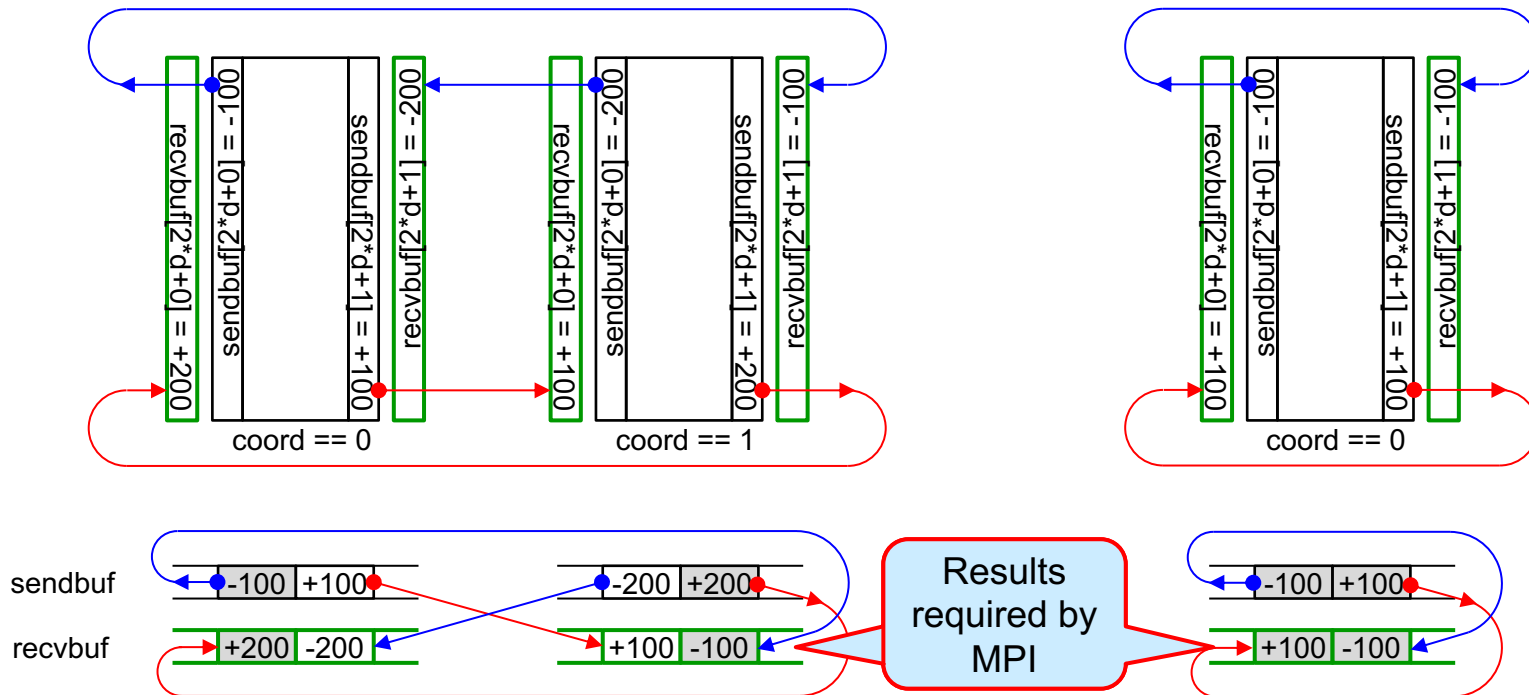 recvbuf[2*d+0] = +200
sendbuf[2*d+0] = -100
sendbuf[2*d+1] = +100
recvbuf[2*d+1] = -200
recvbuf[2*d+0] = +100
sendbuf[2*d+0] = -200
sendbuf[2*d+1] = +200
recvbuf[2*d+1] = -100
recvbuf[2*d+0] = +100
sendbuf[2*d+0] = -100
sendbuf[2*d+1] = +100
recvbuf[2*d+1] = -100
coord == 0
coord == 1
coord == 0
sendbuf
-100 +100
-200 +200
-100 +100
recvbuf
+200 -200
+100 -100
+100 -100
Results
required by
MPI